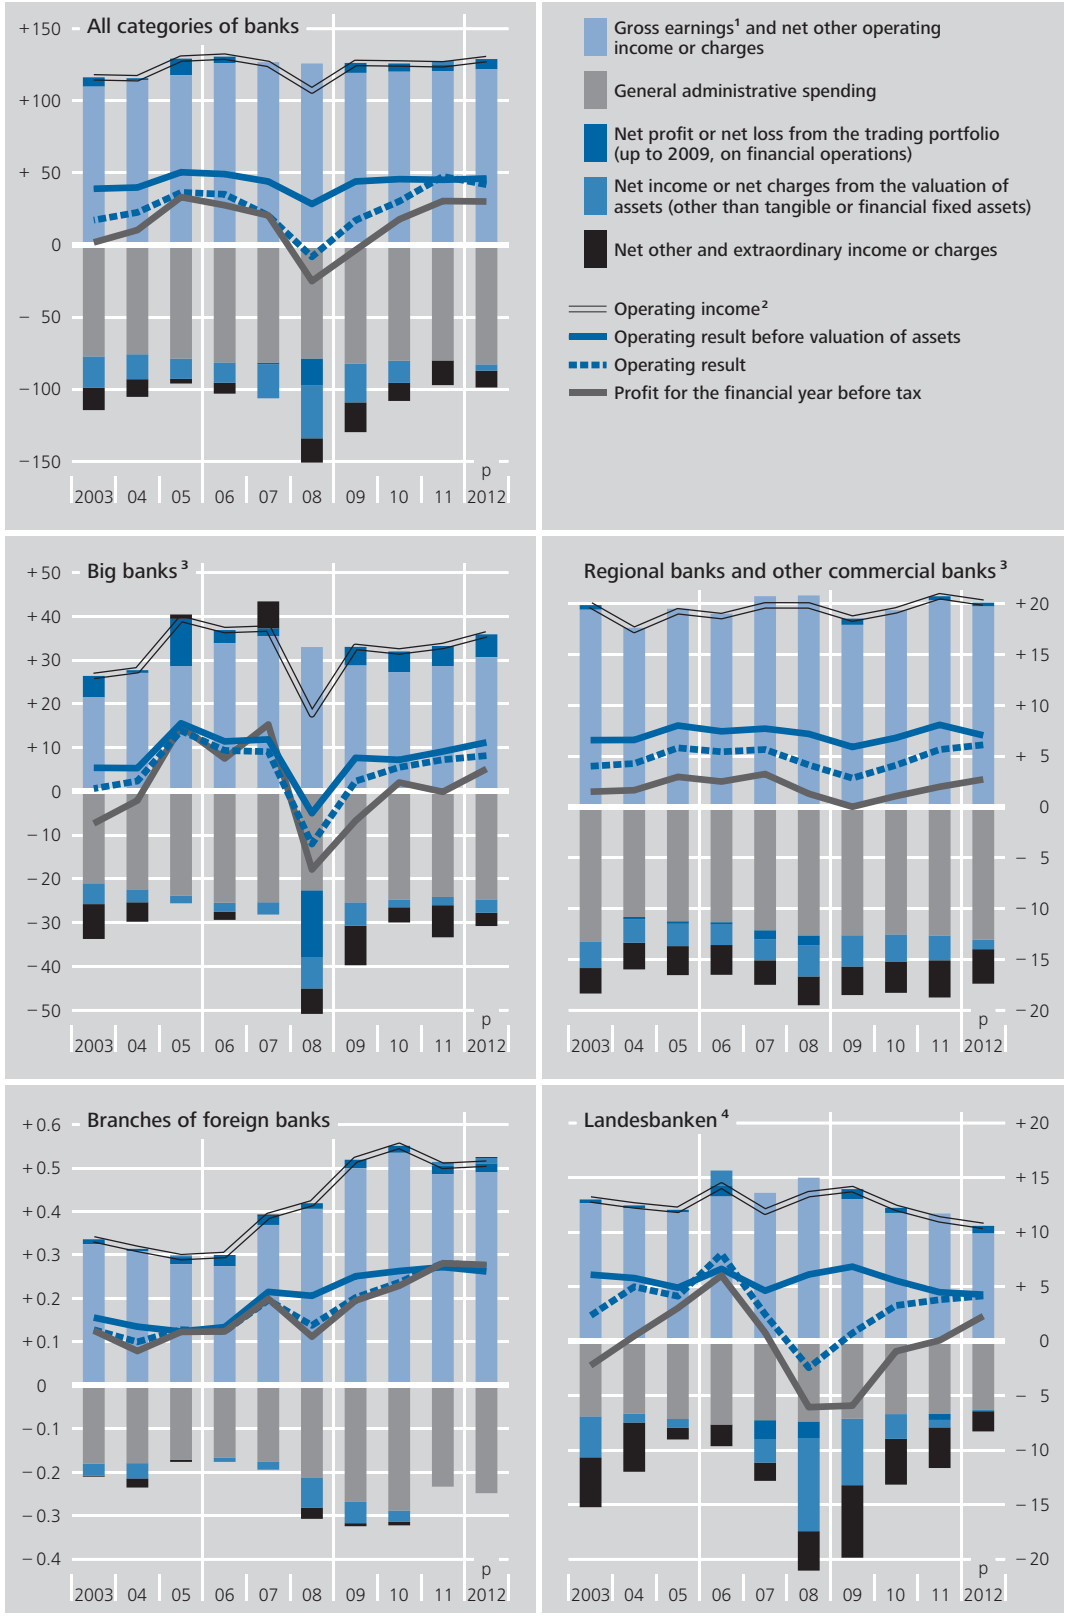 All categories of banks
+150
+100
+ 50
0
− 50
−100
−150
p
2003 04 05 06 07 08 09 10 11 2012
Gross earnings¹ and net other operating
income or charges
General administrative spending
Net profit or net loss from the trading portfolio
(up to 2009, on financial operations)
Net income or net charges from the valuation of
assets (other than tangible or financial fixed assets)
Net other and extraordinary income or charges
Operating income²
Operating result before valuation of assets
Operating result
Profit for the financial year before tax
Big banks³
+50
+40
+30
+20
+10
0
−10
−20
−30
−40
−50
p
2003 04 05 06 07 08 09 10 11 2012
Regional banks and other commercial banks³
+20
+15
+10
+ 5
0
− 5
−10
−15
−20
p
2003 04 05 06 07 08 09 10 11 2012
Branches of foreign banks
+0.6
+0.5
+0.4
+0.3
+0.2
+0.1
0
−0.1
−0.2
−0.3
−0.4
p
2003 04 05 06 07 08 09 10 11 2012
Landesbanken⁴
+20
+15
+10
+ 5
0
− 5
−10
−15
−20
p
2003 04 05 06 07 08 09 10 11 2012